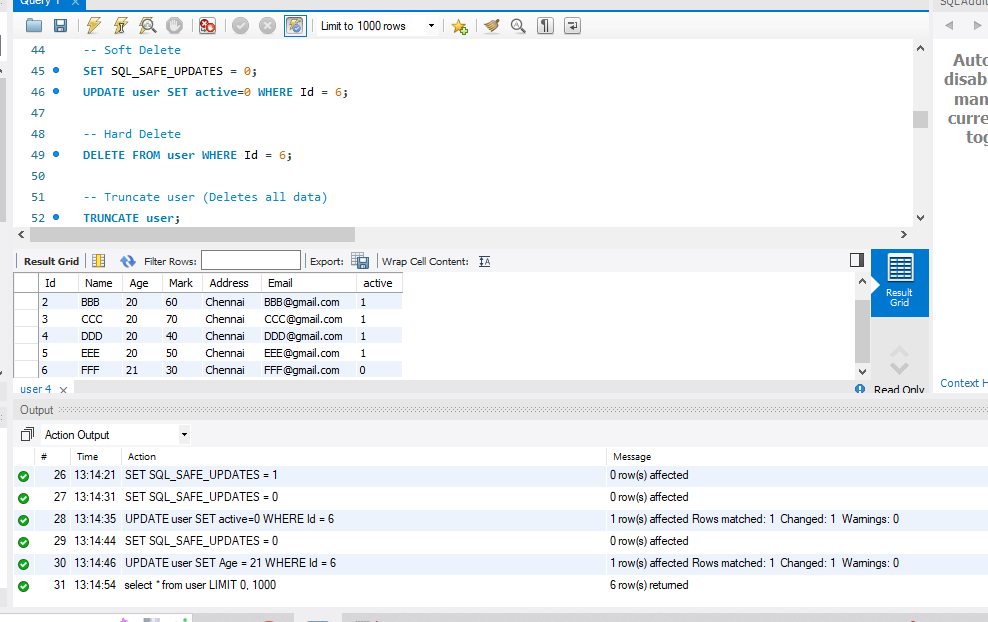 Query 1
Limit to 1000 rows
44 -- Soft Delete
45 SET SQL_SAFE_UPDATES = 0;
46 UPDATE user SET active=0 WHERE Id = 6;
47
48 -- Hard Delete
49 DELETE FROM user WHERE Id = 6;
50
51 -- Truncate user (Deletes all data)
52 TRUNCATE user;
Result Grid Filter Rows: Export: Wrap Cell Content:
Id Name Age Mark Address Email active
2 BBB 20 60 Chennai BBB@gmail.com 1
3 CCC 20 70 Chennai CCC@gmail.com 1
4 DDD 20 40 Chennai DDD@gmail.com 1
5 EEE 20 50 Chennai EEE@gmail.com 1
6 FFF 21 30 Chennai FFF@gmail.com 0
Result
Grid
user 4
Read Only
Output
Action Output
# Time Action Message
26 13:14:21 SET SQL_SAFE_UPDATES = 1 0 row(s) affected
27 13:14:31 SET SQL_SAFE_UPDATES = 0 0 row(s) affected
28 13:14:35 UPDATE user SET active=0 WHERE Id = 6 1 row(s) affected Rows matched: 1 Changed: 1 Warnings: 0
29 13:14:44 SET SQL_SAFE_UPDATES = 0 0 row(s) affected
30 13:14:46 UPDATE user SET Age = 21 WHERE Id = 6 1 row(s) affected Rows matched: 1 Changed: 1 Warnings: 0
31 13:14:54 select * from user LIMIT 0, 1000 6 row(s) returned
SQLAddit
Auto
disab
man
curre
tog
Context H